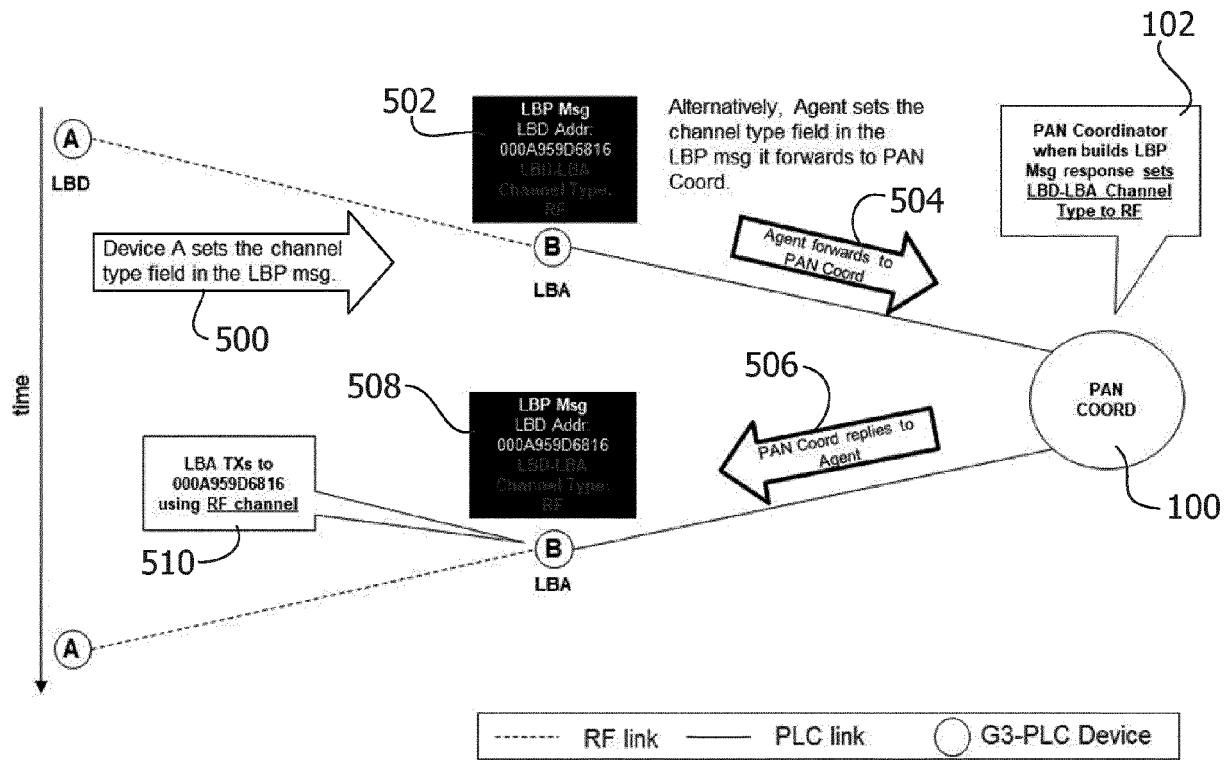 102
502
LBP Msg
LBD Addr:
000A959D6816
LBD-LBA
Channel Type:
RF
Alternatively, Agent sets the
channel type field in the
LBP msg it forwards to PAN
Coord.
PAN Coordinator
when builds LBP
Msg response sets
LBD-LBA Channel
Type to RF
A
LBD
504
Device A sets the channel
type field in the LBP msg.
B
LBA
Agent forwards to
PAN Coord
500
time
508
506
LBP Msg
LBD Addr:
000A959D6816
LBD-LBA
Channel Type:
RF
PAN Coord replies to
Agent
PAN
COORD
LBA TXs to
000A959D6816
using RF channel
100
510
B
LBA
A
RF link
PLC link
G3-PLC Device